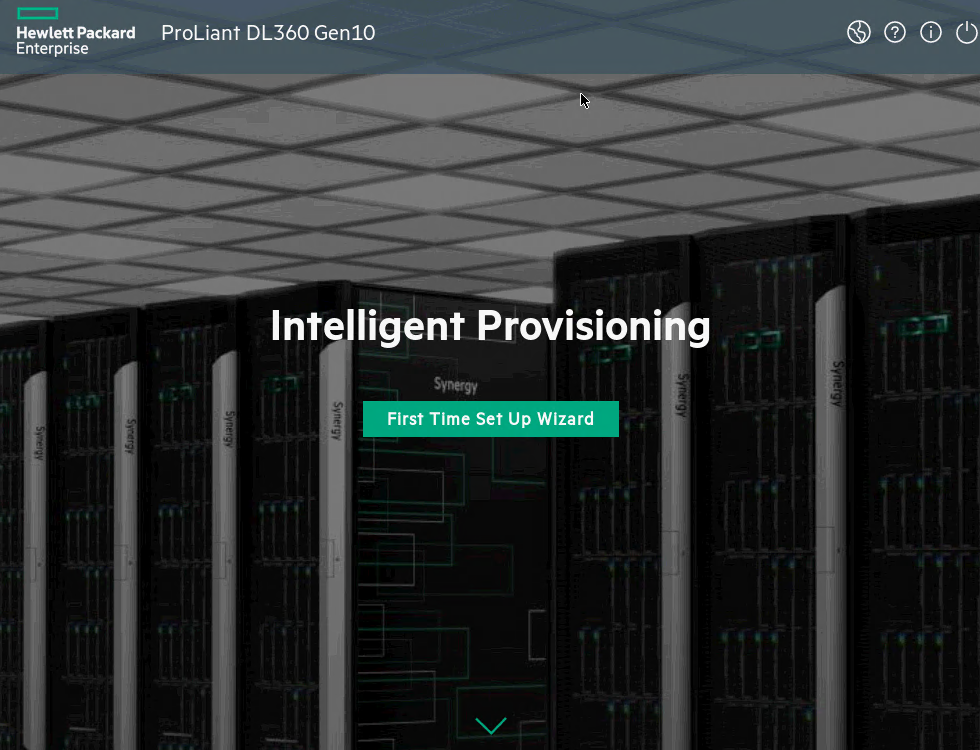 Hewlett Packard
Enterprise
ProLiant DL360 Gen10
Intelligent Provisioning
Synergy
First Time Set Up Wizard
Synergy
Synergy
Synergy
Synergy
Synergy
Synergy